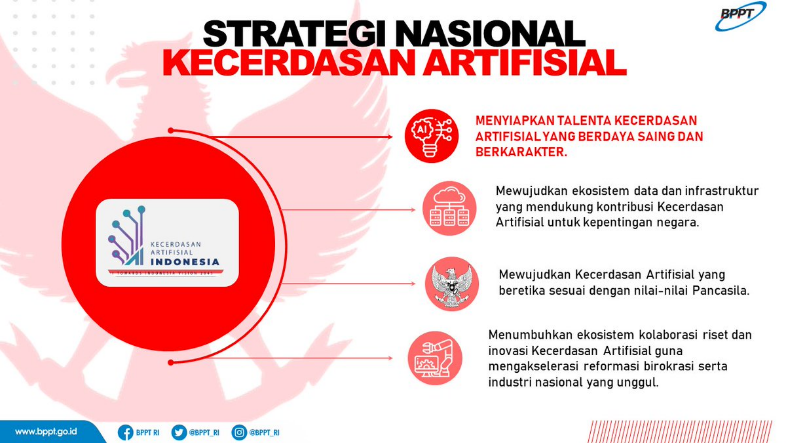 BPPT
STRATEGI NASIONAL
KECERDASAN ARTIFISIAL
AI
MENYIAPKAN TALENTA KECERDASAN
ARTIFISIAL YANG BERDAYA SAING DAN
BERKARAKTER.
Mewujudkan ekosistem data dan infrastruktur
yang mendukung kontribusi Kecerdasan
Artifisial untuk kepentingan negara.
KECERDASAN
ARTIFISIAL
INDONESIA
Mewujudkan Kecerdasan Artifisial yang
beretika sesuai dengan nilai-nilai Pancasila.
Menumbuhkan ekosistem kolaborasi riset dan
inovasi Kecerdasan Artifisial guna
mengakselerasi reformasi birokrasi serta
industri nasional yang unggul.
www.bppt.go.id
BPPT RI
@BPPT_RI
@BPPT_RI